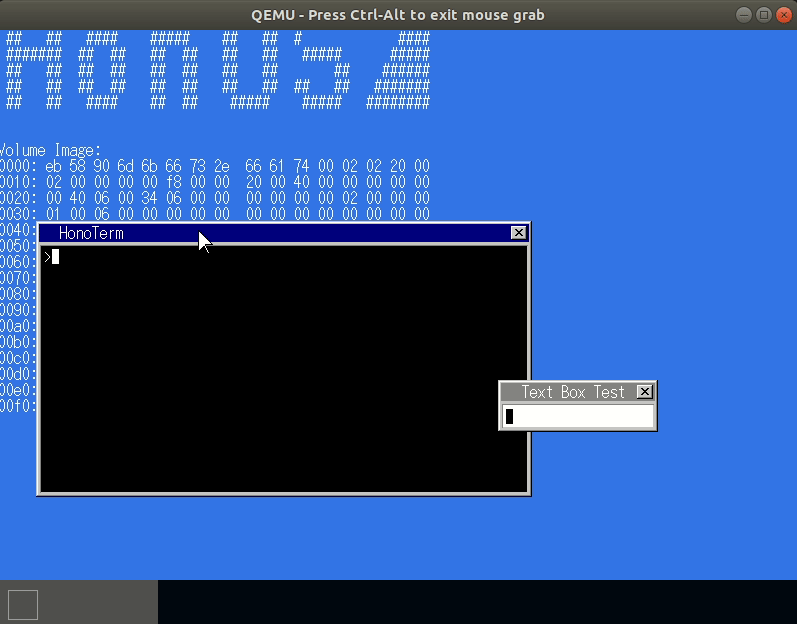 QEMU - Press Ctrl-Alt to exit mouse grab
HonusA
Volume Image:
0000: eb 58 90 6d 6b 66 73 2e 66 61 74 00 02 02 20 00
0010: 02 00 00 00 00 f8 00 00 20 00 40 00 00 00 00 00
0020: 00 40 06 00 34 06 00 00 00 00 00 00 02 00 00 00
0030: 01 00 06 00 00 00 00 00 00 00 00 00 00 00 00 00
0040:
HonoTerm
0050:
>
0060:
0070:
0080:
0090:
00a0:
00b0:
00c0:
00d0:
00e0:
Text Box Test
00f0: